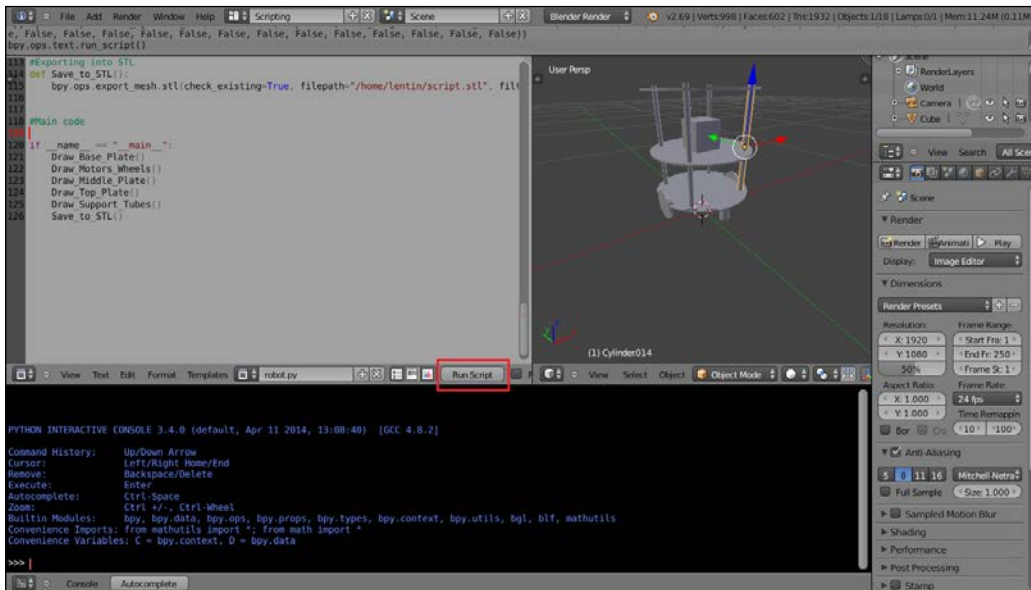 File Add Render Window Help Scripting Scene Blender Render v2.69 | Verts:998 | Faces:602 | Tris:1932 | Objects:1/18 | Lamps:0/1 | Mem:11.24M (0.11M
e, False, False, False, False, False, False, False, False, False, False, False, False, False))
bpy.ops.text.run_script()
113 #Exporting into STL
124 def Save_to_STL():
115 bpy.ops.export_mesh.stl(check_existing=True, filepath="/home/lentin/script.stl", filt
116
117
118 #Main code
120 if __name__ == "__main__":
121 Draw_Base_Plate()
122 Draw_Motors_Wheels()
123 Draw_Middle_Plate()
124 Draw_Top_Plate()
125 Draw_Support_Tubes()
126 Save_to_STL()
View Text Edit Format Templates robot.py Run Script
User Persp
(1) Cylinder.014
View Select Object Object Mode
PYTHON INTERACTIVE CONSOLE 3.4.0 (default, Apr 11 2014, 13:08:40) [GCC 4.8.2]
Command History: Up/Down Arrow
Cursor: Left/Right Home/End
Remove: Backspace/Delete
Execute: Enter
Autocomplete: Ctrl-Space
Zoom: Ctrl +/-, Ctrl-Wheel
Builtin Modules: bpy, bpy.data, bpy.ops, bpy.props, bpy.types, bpy.context, bpy.utils, bgl, blf, mathutils
Convenience Imports: from mathutils import *; from math import *
Convenience Variables: C = bpy.context, D = bpy.data
>>>
Console Autocomplete
Scene
RenderLayers
World
Camera
Cube
View Search All Sce
Scene
Render
Render Animati Play
Display: Image Editor
Dimensions
Render Presets
Resolution: Frame Range:
X: 1920 Start Fra: 1
Y: 1080 End Fr: 250
50% Frame St: 1
Aspect Ratio: Frame Rate:
X: 1.000 24 fps
Y: 1.000 Time Remappin
Bor Cro 10 100
Anti-Aliasing
5 8 11 16 Mitchell-Netra
Full Sample Size: 1.000
Sampled Motion Blur
Shading
Performance
Post Processing
Stamp